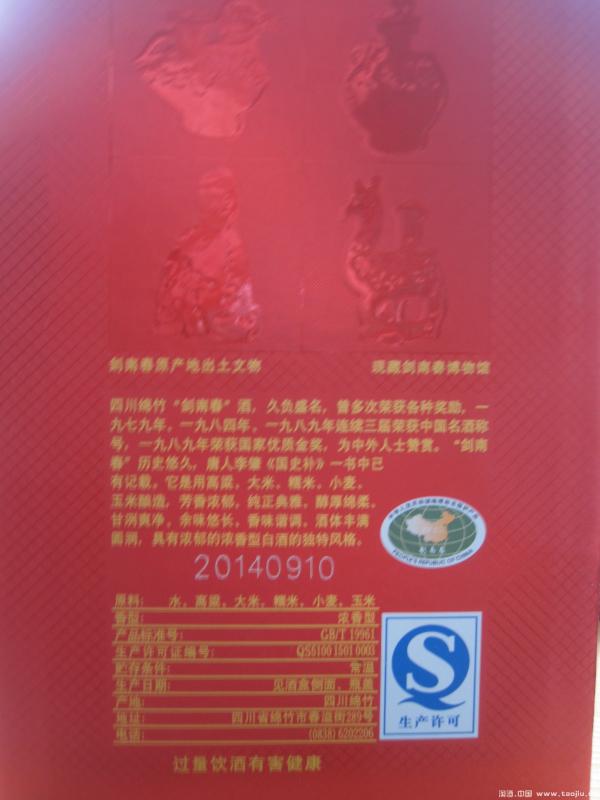 剑南春原产地出土文物 现藏剑南春博物馆
四川绵竹“剑南春”酒，久负盛名，曾多次荣获各种奖励，一
九七九年，一九八四年，一九八九年连续三届荣获中国名酒称
号，一九八九年荣获国家优质金奖，为中外人士赞赏。“剑南
春”历史悠久，唐人李肇《国史补》一书中已
有记载。它是用高粱，大米，糯米，小麦，
玉米酿造，芳香浓郁，纯正典雅，醇厚绵柔，
甘洌爽净，余味悠长，香味谐调，酒体丰满
圆润，具有浓郁的浓香型白酒的独特风格。
PEOPLE'S REPUBLIC OF CHINA
20140910
原料：水，高粱，大米，糯米，小麦，玉米
香型：浓香型
产品标准号：GB/T 19961
生产许可证编号：QS5100 1501 0003
贮存条件：常温
生产日期：见酒盒侧面、瓶盖
产地：四川绵竹
地址：四川省绵竹市春溢街289号
电话：(0838) 6202206
S
生产许可
过量饮酒有害健康
淘酒.中国 www.taojiu.c